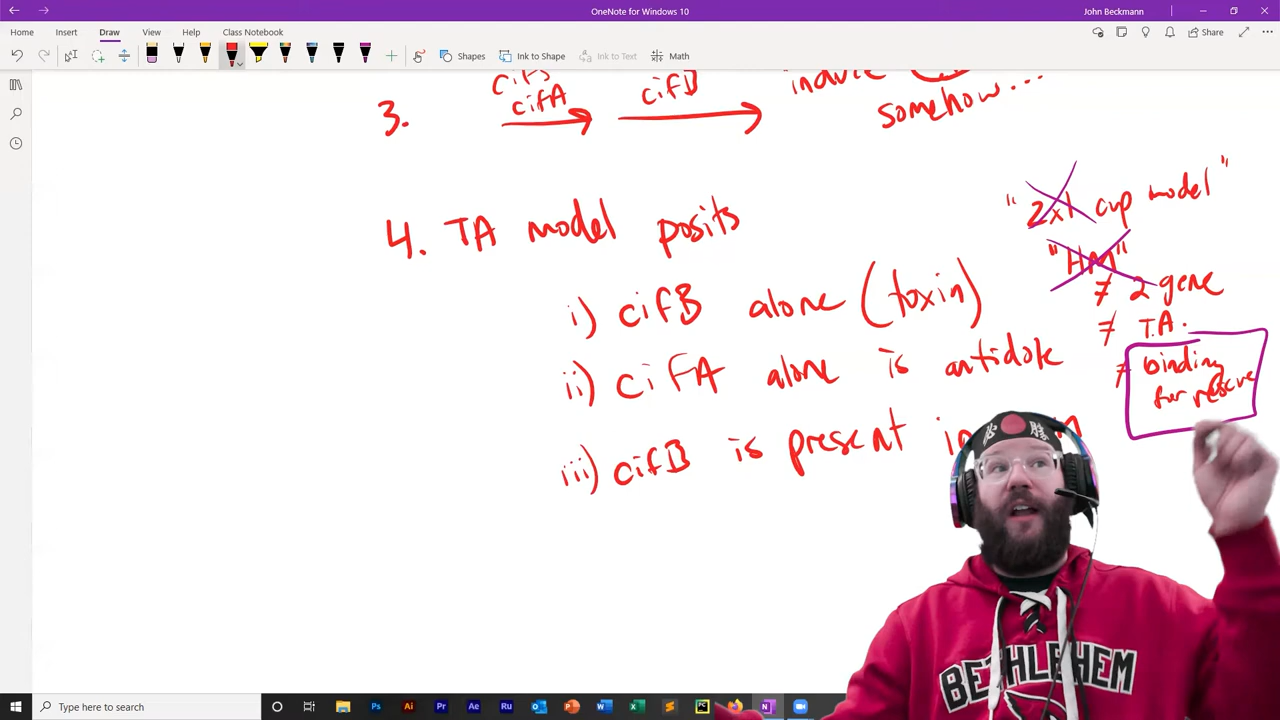 OneNote for Windows 10
John Beckmann
Home Insert Draw View Help Class Notebook
Share
Shapes Ink to Shape Ink to Text Math
cifA
cifB
somehow...
3.
"2x1 cup model"
4. TA model posits
"HM"
≠ 2 gene
≠ T.A.
i) cifB alone (toxin)
ii) cifA alone is antidote
≠ binding
for rescue
iii) cifB is present in
BETHLEHEM
Type here to search